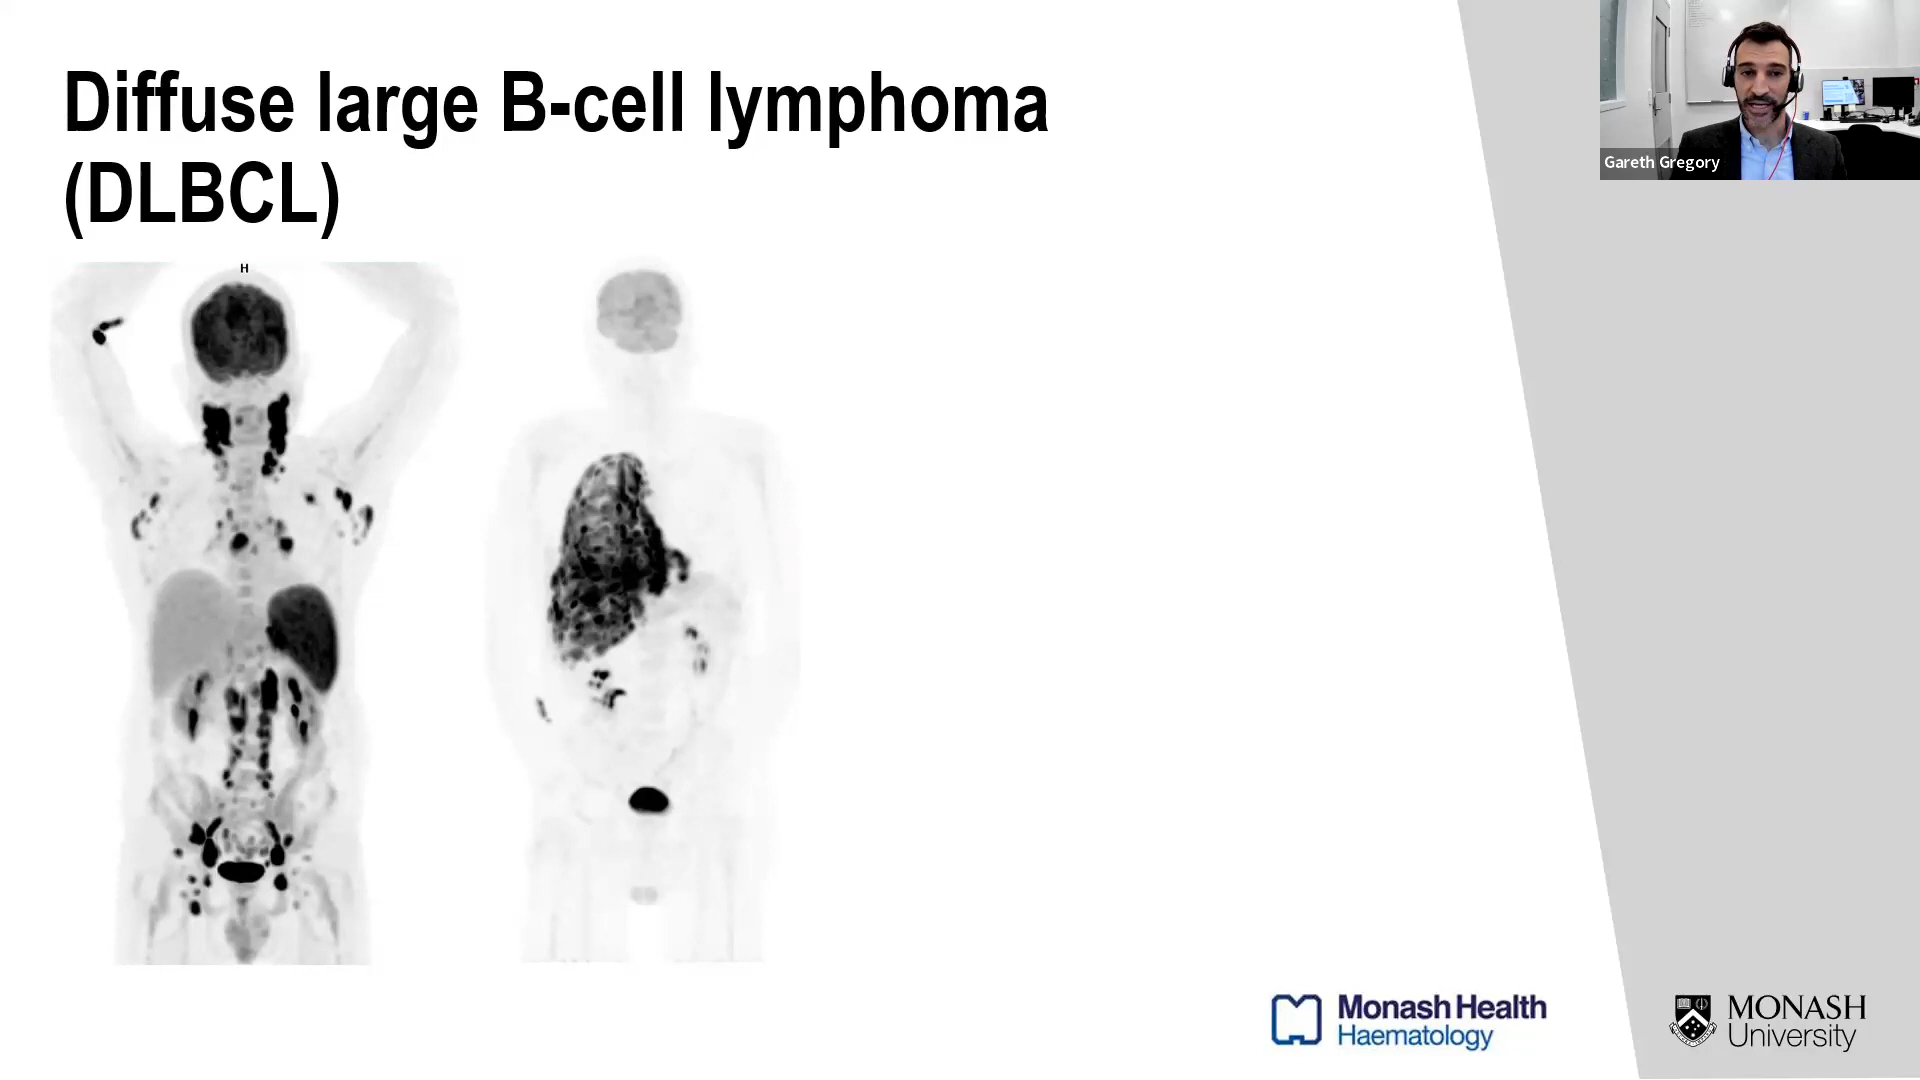 Diffuse large B-cell lymphoma
(DLBCL)
Gareth Gregory
H
Monash Health
Haematology
MONASH
University